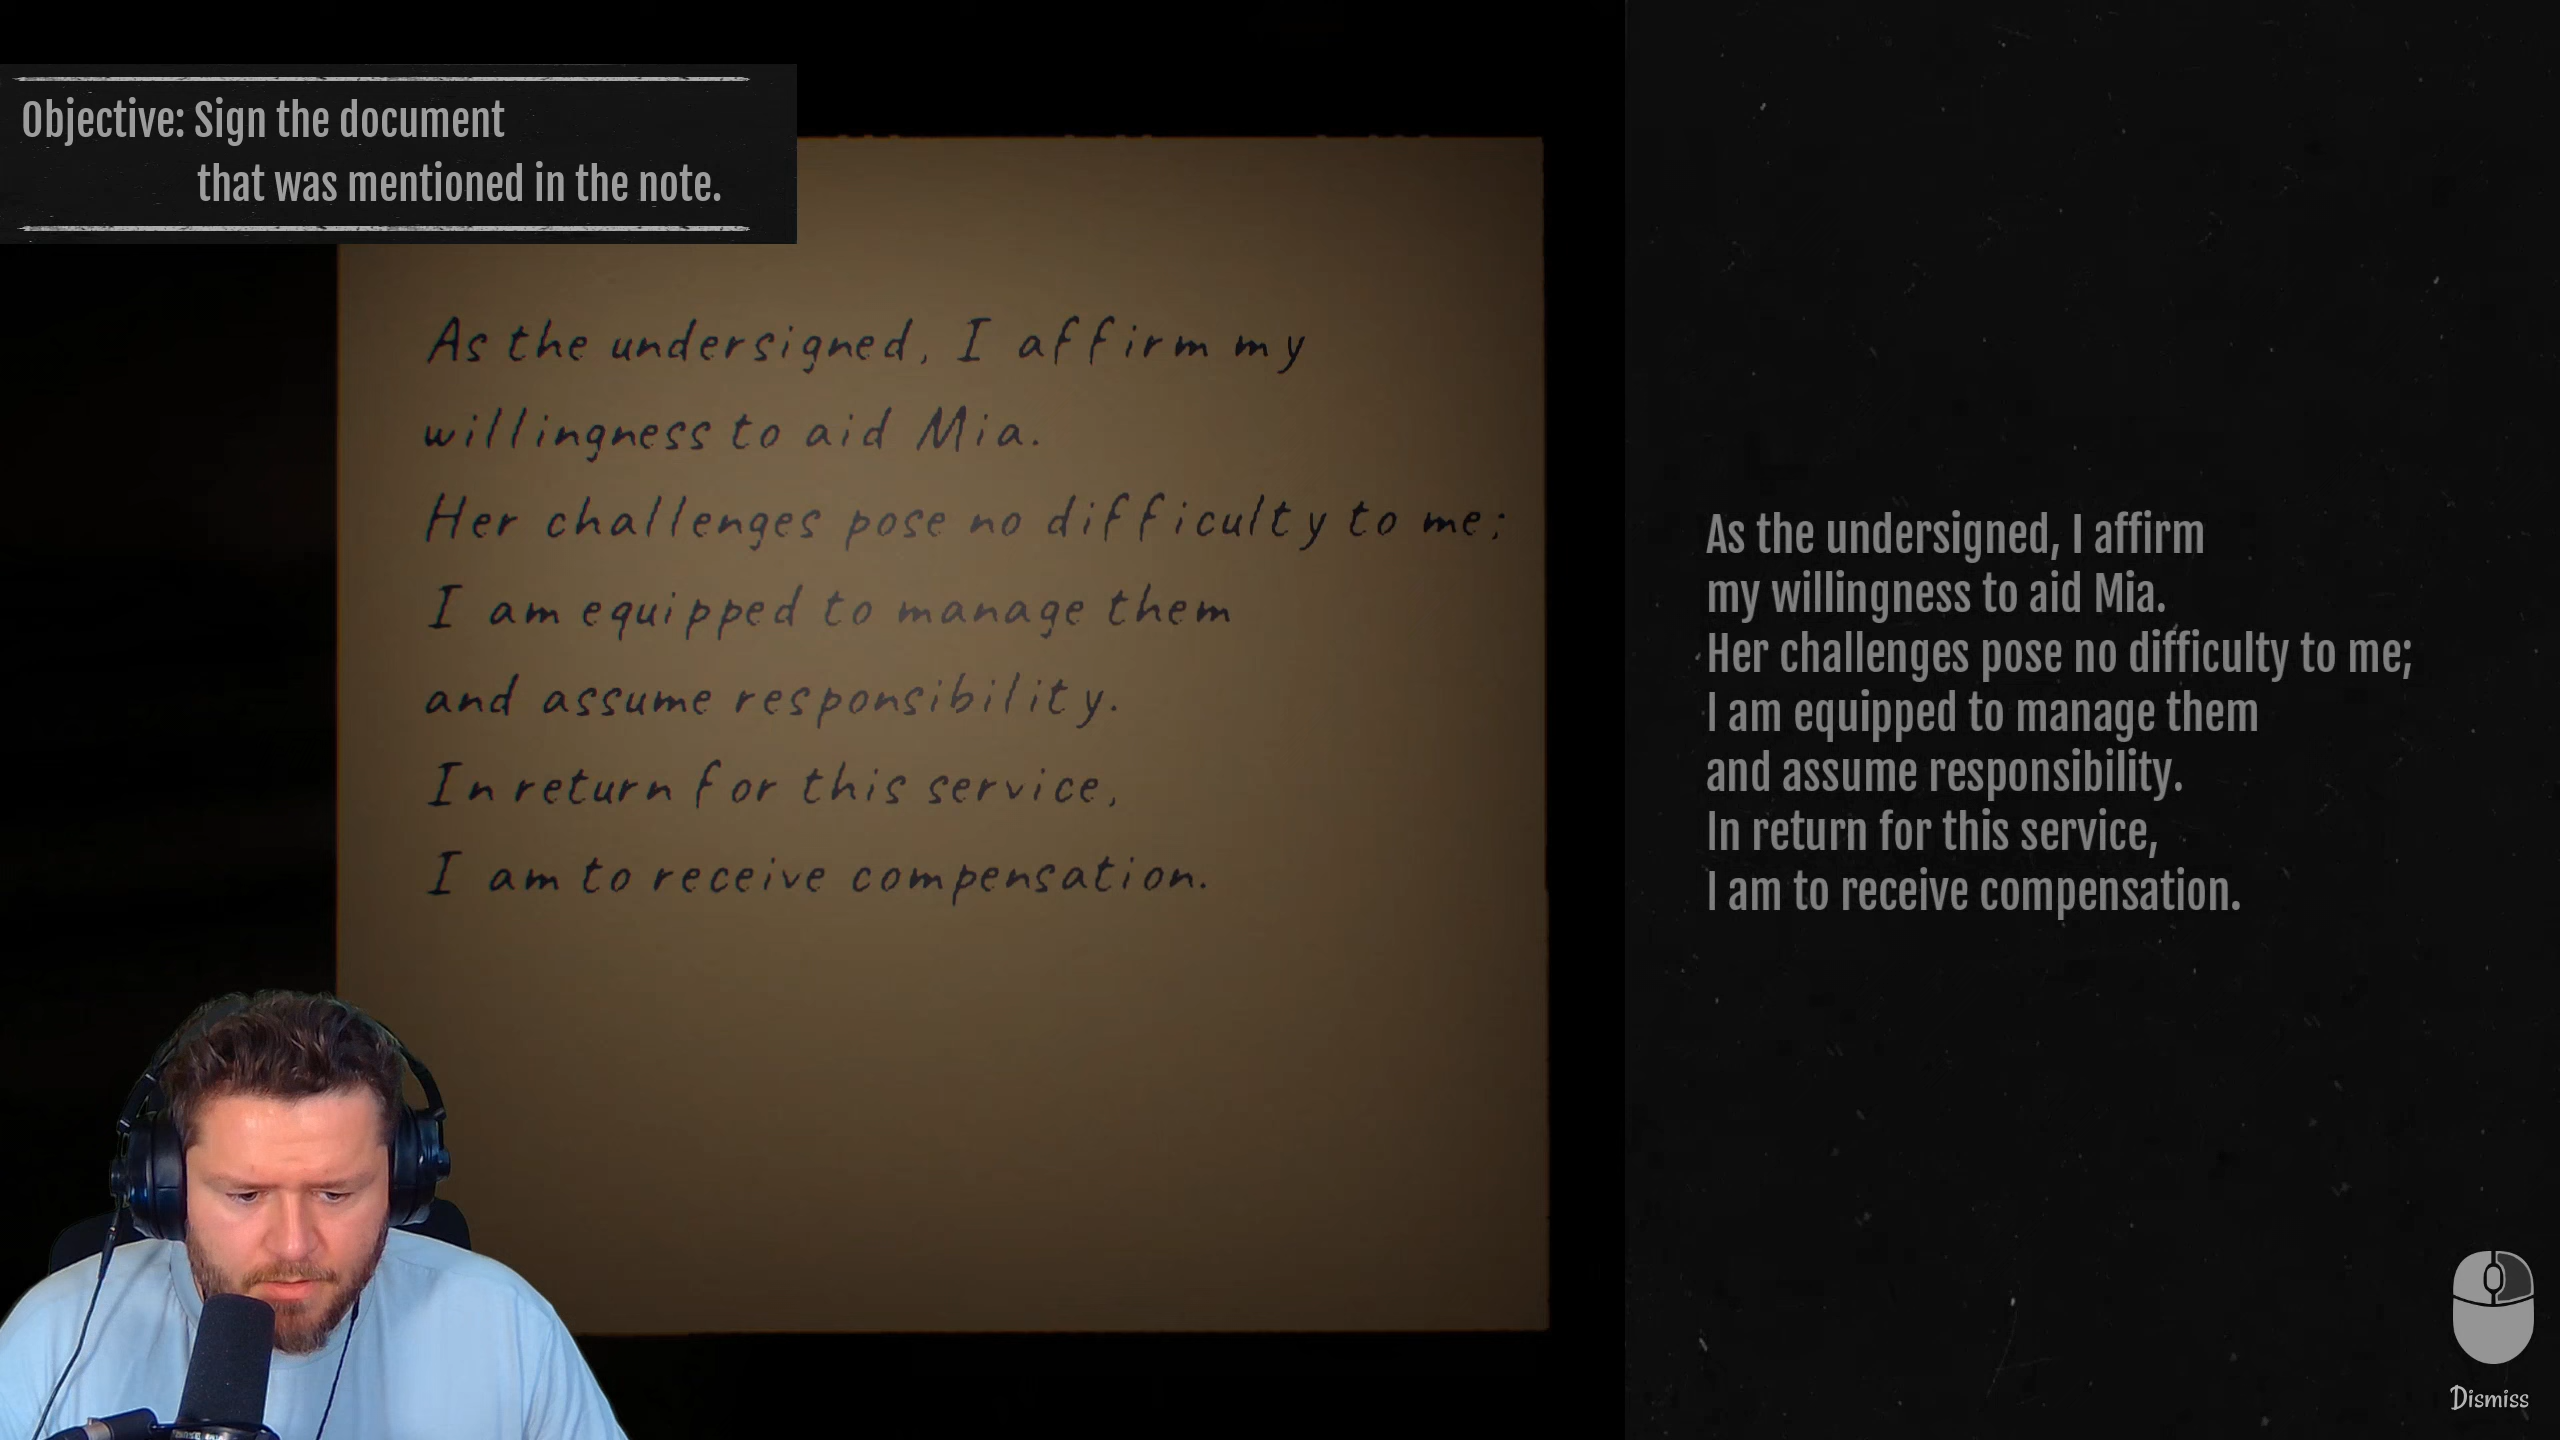 Objective: Sign the document
that was mentioned in the note.
As the undersigned, I affirm my
willingness to aid Mia.
Her challenges pose no difficulty to me;
I am equipped to manage them
and assume responsibility.
In return for this service,
I am to receive compensation.
As the undersigned, I affirm
my willingness to aid Mia.
Her challenges pose no difficulty to me;
I am equipped to manage them
and assume responsibility.
In return for this service,
I am to receive compensation.
Dismiss